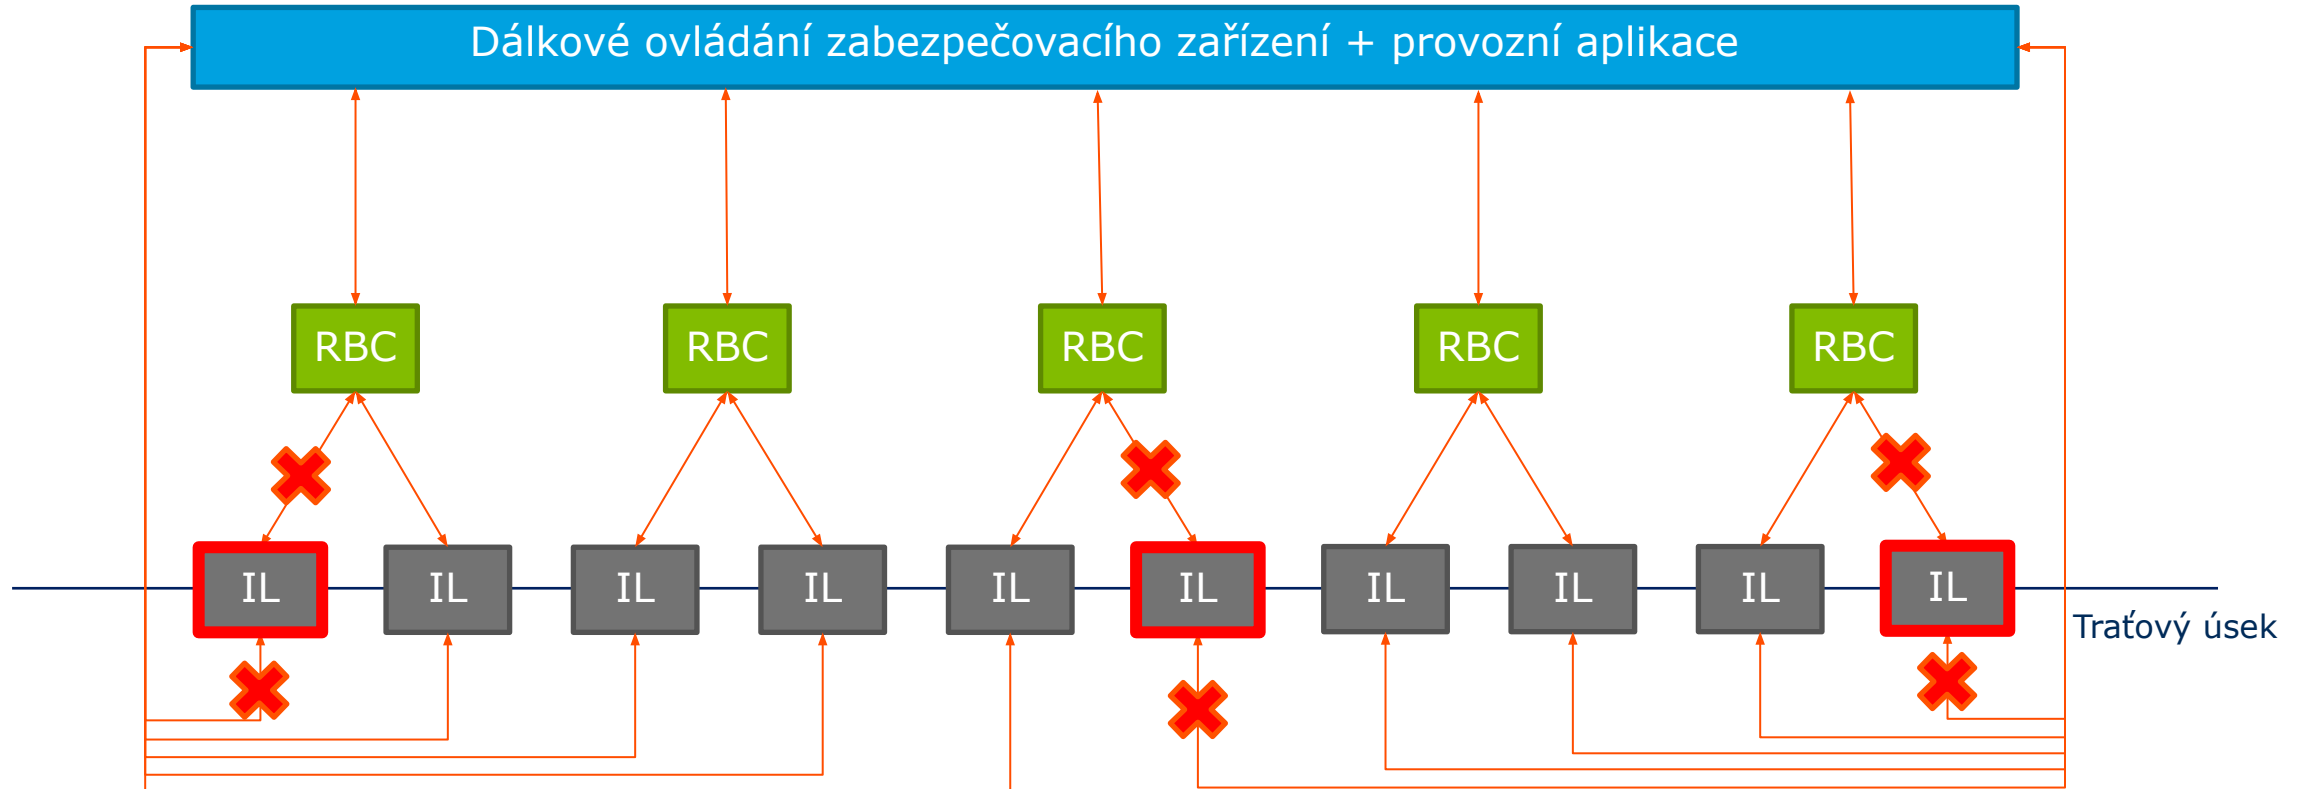 Dálkové ovládání zabezpečovacího zařízení + provozní aplikace
RBC RBC RBC RBC RBC
IL IL IL IL IL IL IL IL IL IL
Traťový úsek